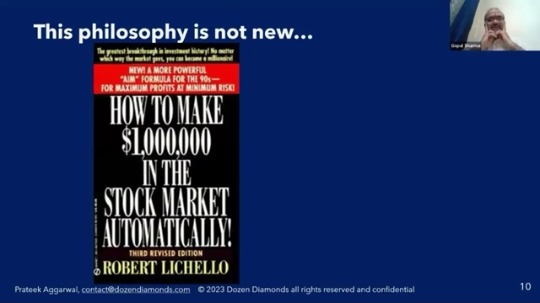 This philosophy is not new...
The greatest breakthrough in investment history! No matter
which way the market goes, you can become a millionaire!
NEW! A MORE POWERFUL
"AIM" FORMULA FOR THE 90s—
FOR MAXIMUM PROFITS AT MINIMUM RISK!
HOW TO MAKE
$1,000,000
IN THE
STOCK MARKET
AUTOMATICALLY!
THIRD REVISED EDITION
ROBERT LICHELLO
Gopal Sharma
Prateek Aggarwal, contact@dozendiamonds.com © 2023 Dozen Diamonds all rights reserved and confidential
10